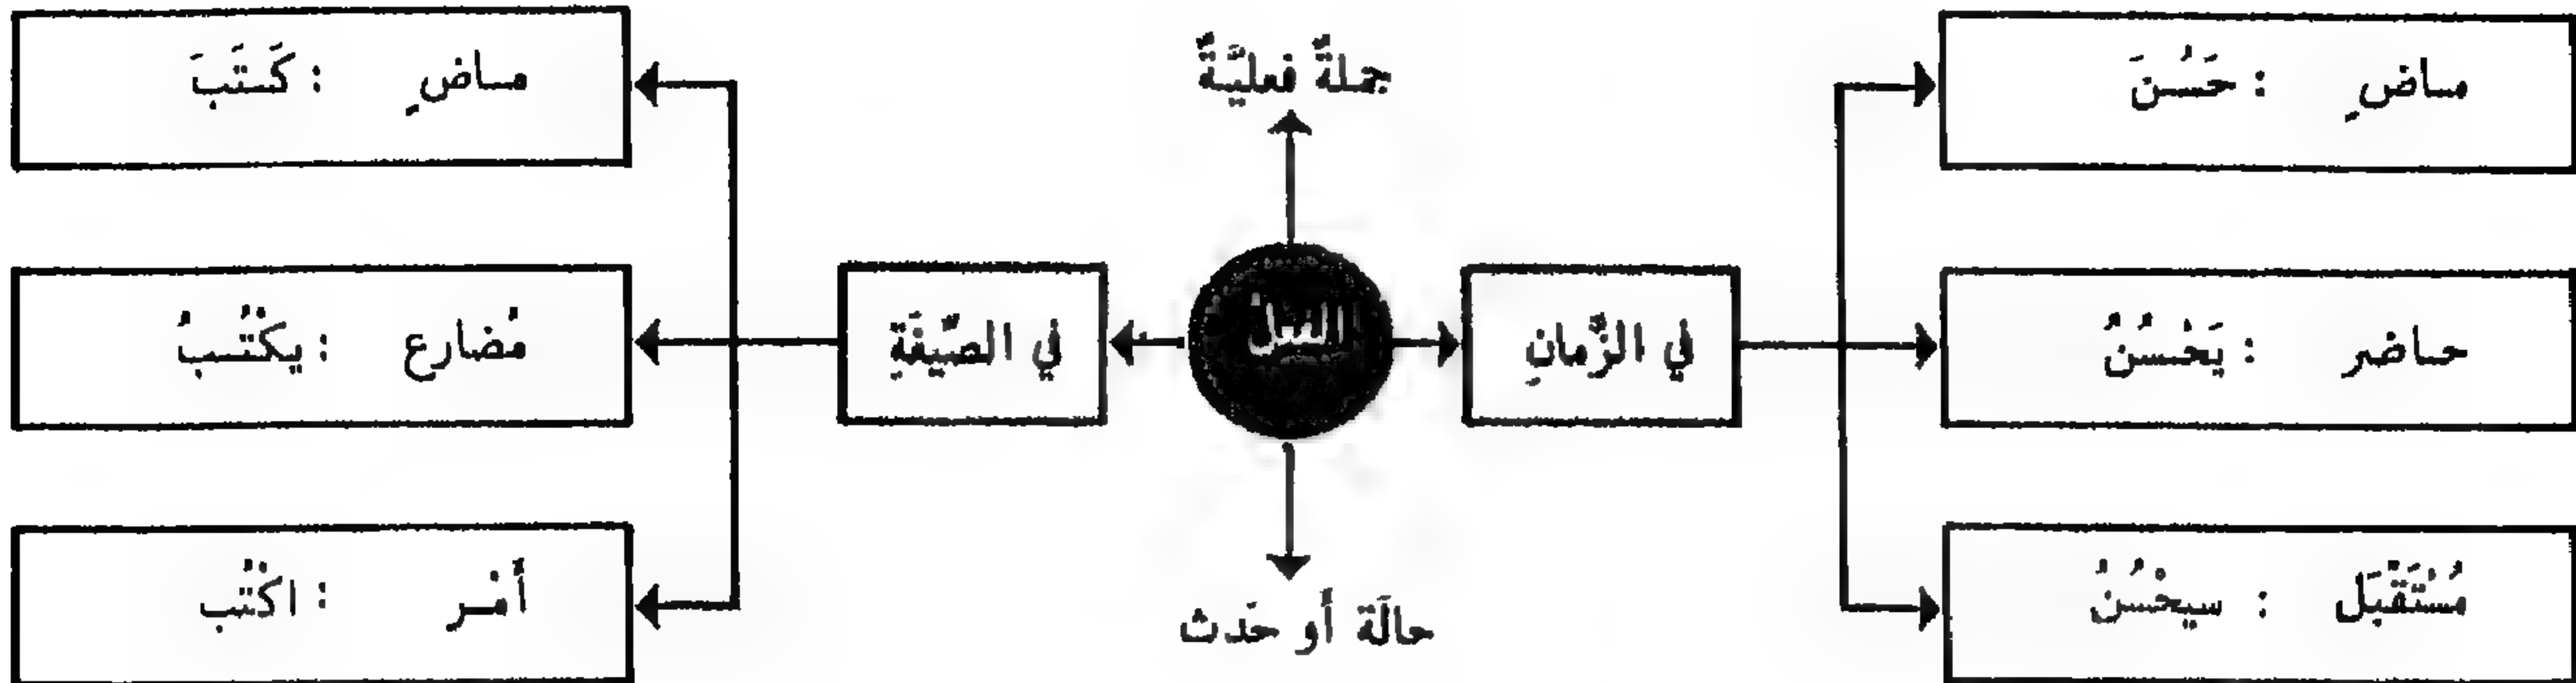 جملةٌ فعليَّةٌ
ماضٍ : حَسُنَ
ماضٍ : كَتَبَ
الفعل
في الزَّمانِ
حاضر : يَحْسُنُ
في الصِّيغَةِ
مُضارع : يكْتُبُ
مُسْتَقْبَل : سيحْسُنُ
أمْر : اكْتُب
حالَة أو حَدث